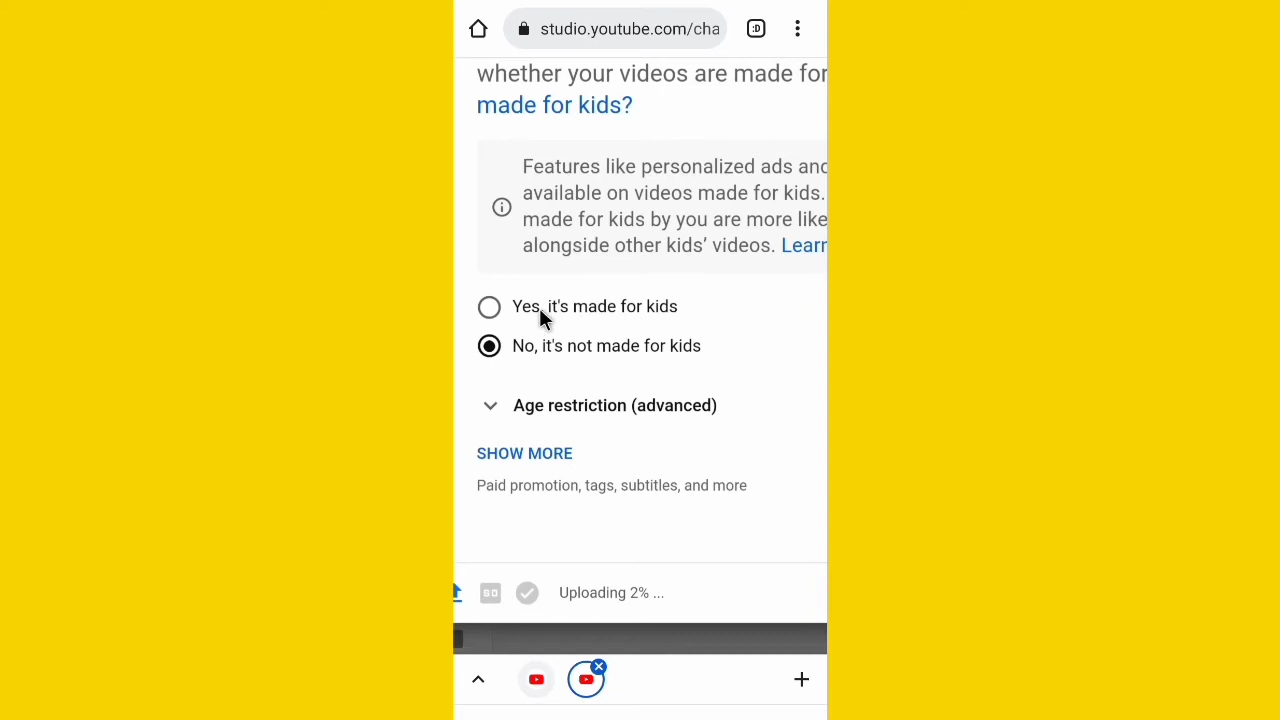 studio.youtube.com/cha
:D
whether your videos are made for
made for kids?
Features like personalized ads and
available on videos made for kids.
made for kids by you are more like
alongside other kids’ videos. Learn
Yes, it's made for kids
No, it's not made for kids
Age restriction (advanced)
SHOW MORE
Paid promotion, tags, subtitles, and more
SD
Uploading 2% ...